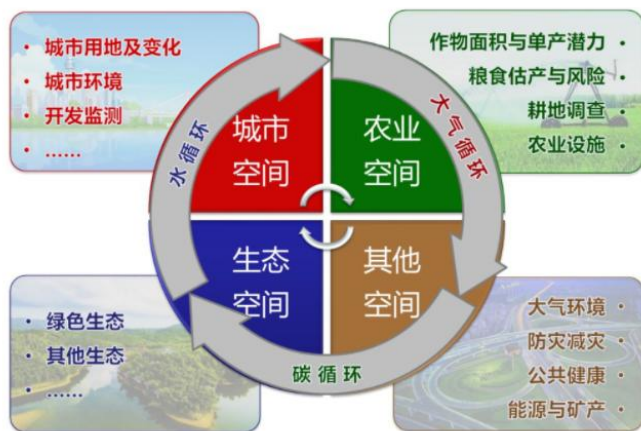 • 城市用地及变化
• 城市环境
• 开发监测
• ......
作物面积与单产潜力 •
粮食估产与风险 •
耕地调查 •
农业设施 •
水循环
大气循环
碳循环
城市
空间
农业
空间
生态
空间
其他
空间
• 绿色生态
• 其他生态
• ......
大气环境 •
防灾减灾 •
公共健康 •
能源与矿产 •